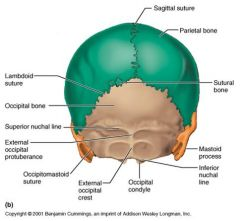 Sagittal suture
Parietal bone
Lambdoid
suture
Sutural
bone
Occipital bone
Superior nuchal line
External
occipital
protuberance
Mastoid
process
Occipitomastoid
suture
External
occipital
crest
Occipital
condyle
Inferior
nuchal
line
(b)
Copyright © 2001 Benjamin Cummings, an imprint of Addison Wesley Longman, Inc.